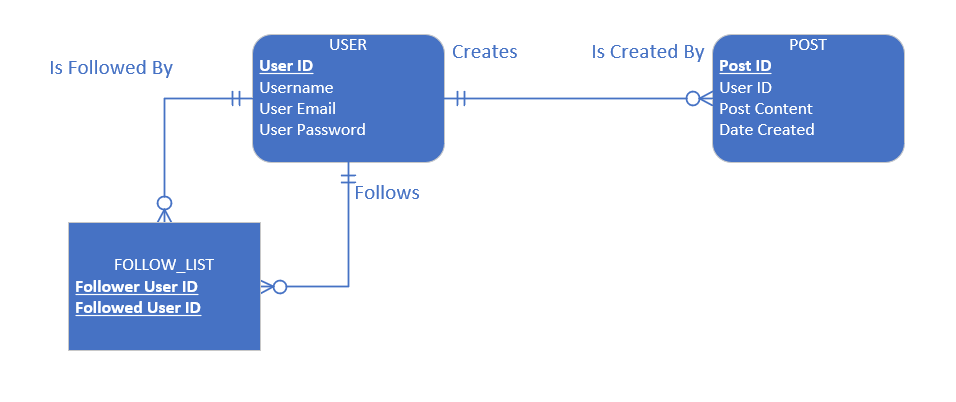 USER
User ID
Username
User Email
User Password
Is Followed By
Creates
Is Created By
POST
Post ID
User ID
Post Content
Date Created
Follows
FOLLOW_LIST
Follower User ID
Followed User ID